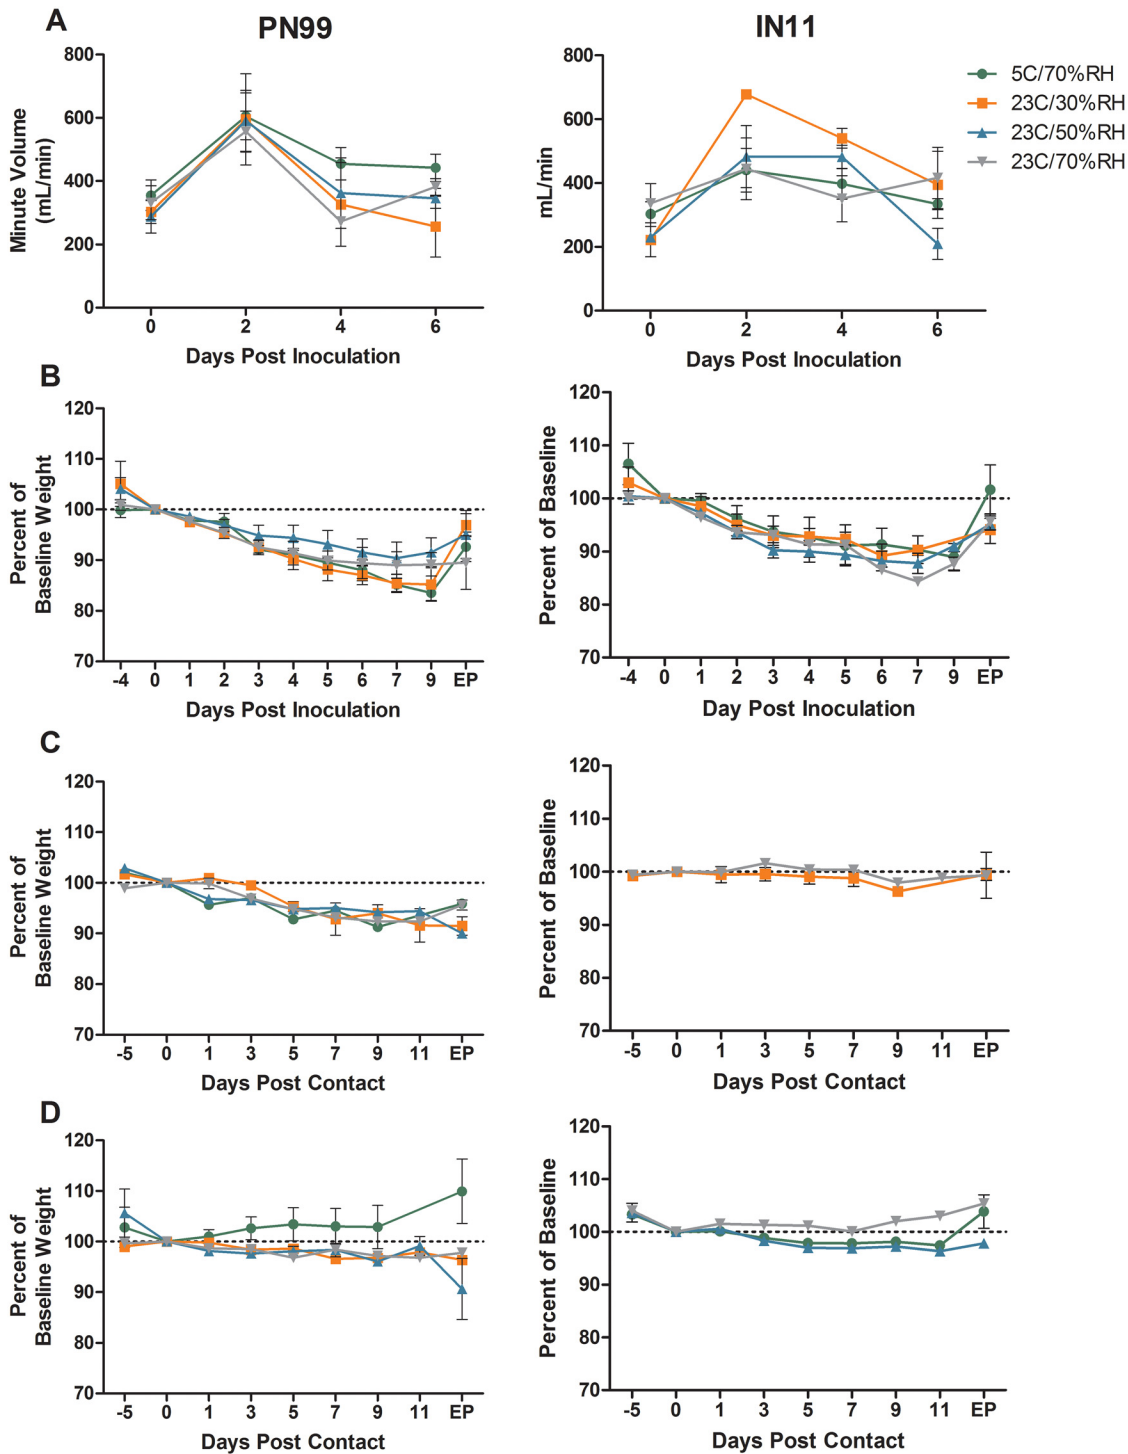 A
PN99
IN11
5C/70%RH
23C/30%RH
23C/50%RH
23C/70%RH
Minute Volume
(mL/min)
800
600
400
200
0
0 2 4 6
Days Post Inoculation
mL/min
800
600
400
200
0
0 2 4 6
Days Post Inoculation
B
Percent of
Baseline Weight
120
110
100
90
80
70
-4 0 1 2 3 4 5 6 7 9 EP
Days Post Inoculation
Percent of Baseline
120
110
100
90
80
70
-4 0 1 2 3 4 5 6 7 9 EP
Day Post Inoculation
C
Percent of
Baseline Weight
120
110
100
90
80
70
-5 0 1 3 5 7 9 11 EP
Days Post Contact
Percent of Baseline
120
110
100
90
80
70
-5 0 1 3 5 7 9 11 EP
Days Post Contact
D
Percent of
Baseline Weight
120
110
100
90
80
70
-5 0 1 3 5 7 9 11 EP
Days Post Contact
Percent of Baseline
120
110
100
90
80
70
-5 0 1 3 5 7 9 11 EP
Days Post Contact